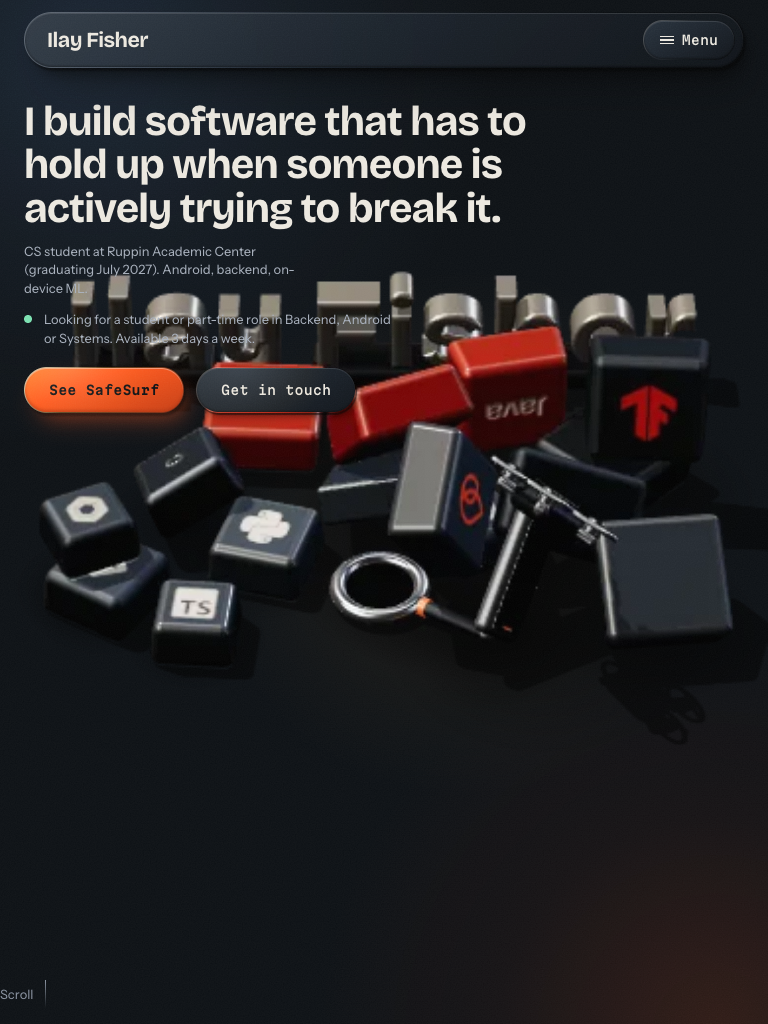 Ilay Fisher
Menu
I build software that has to
hold up when someone is
actively trying to break it.
CS student at Ruppin Academic Center
(graduating July 2027). Android, backend, on-
device ML.
Looking for a student or part-time role in Backend, Android
or Systems. Available 3 days a week.
See SafeSurf
Get in touch
Java
TS
Scroll